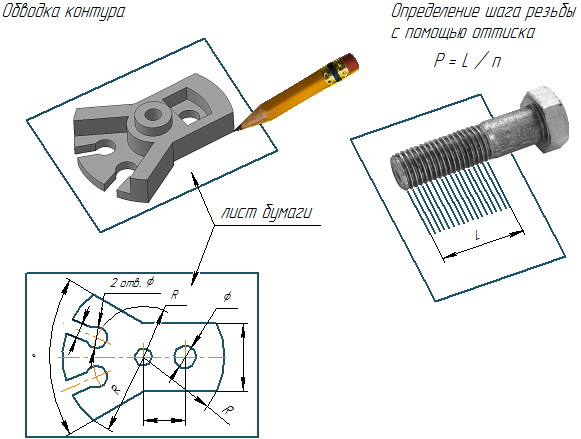 Обводка контура
Определение шага резьбы
с помощью оттиска
P = L / n
лист бумаги
L
2 отв. ϕ
R
ϕ
°
R
R